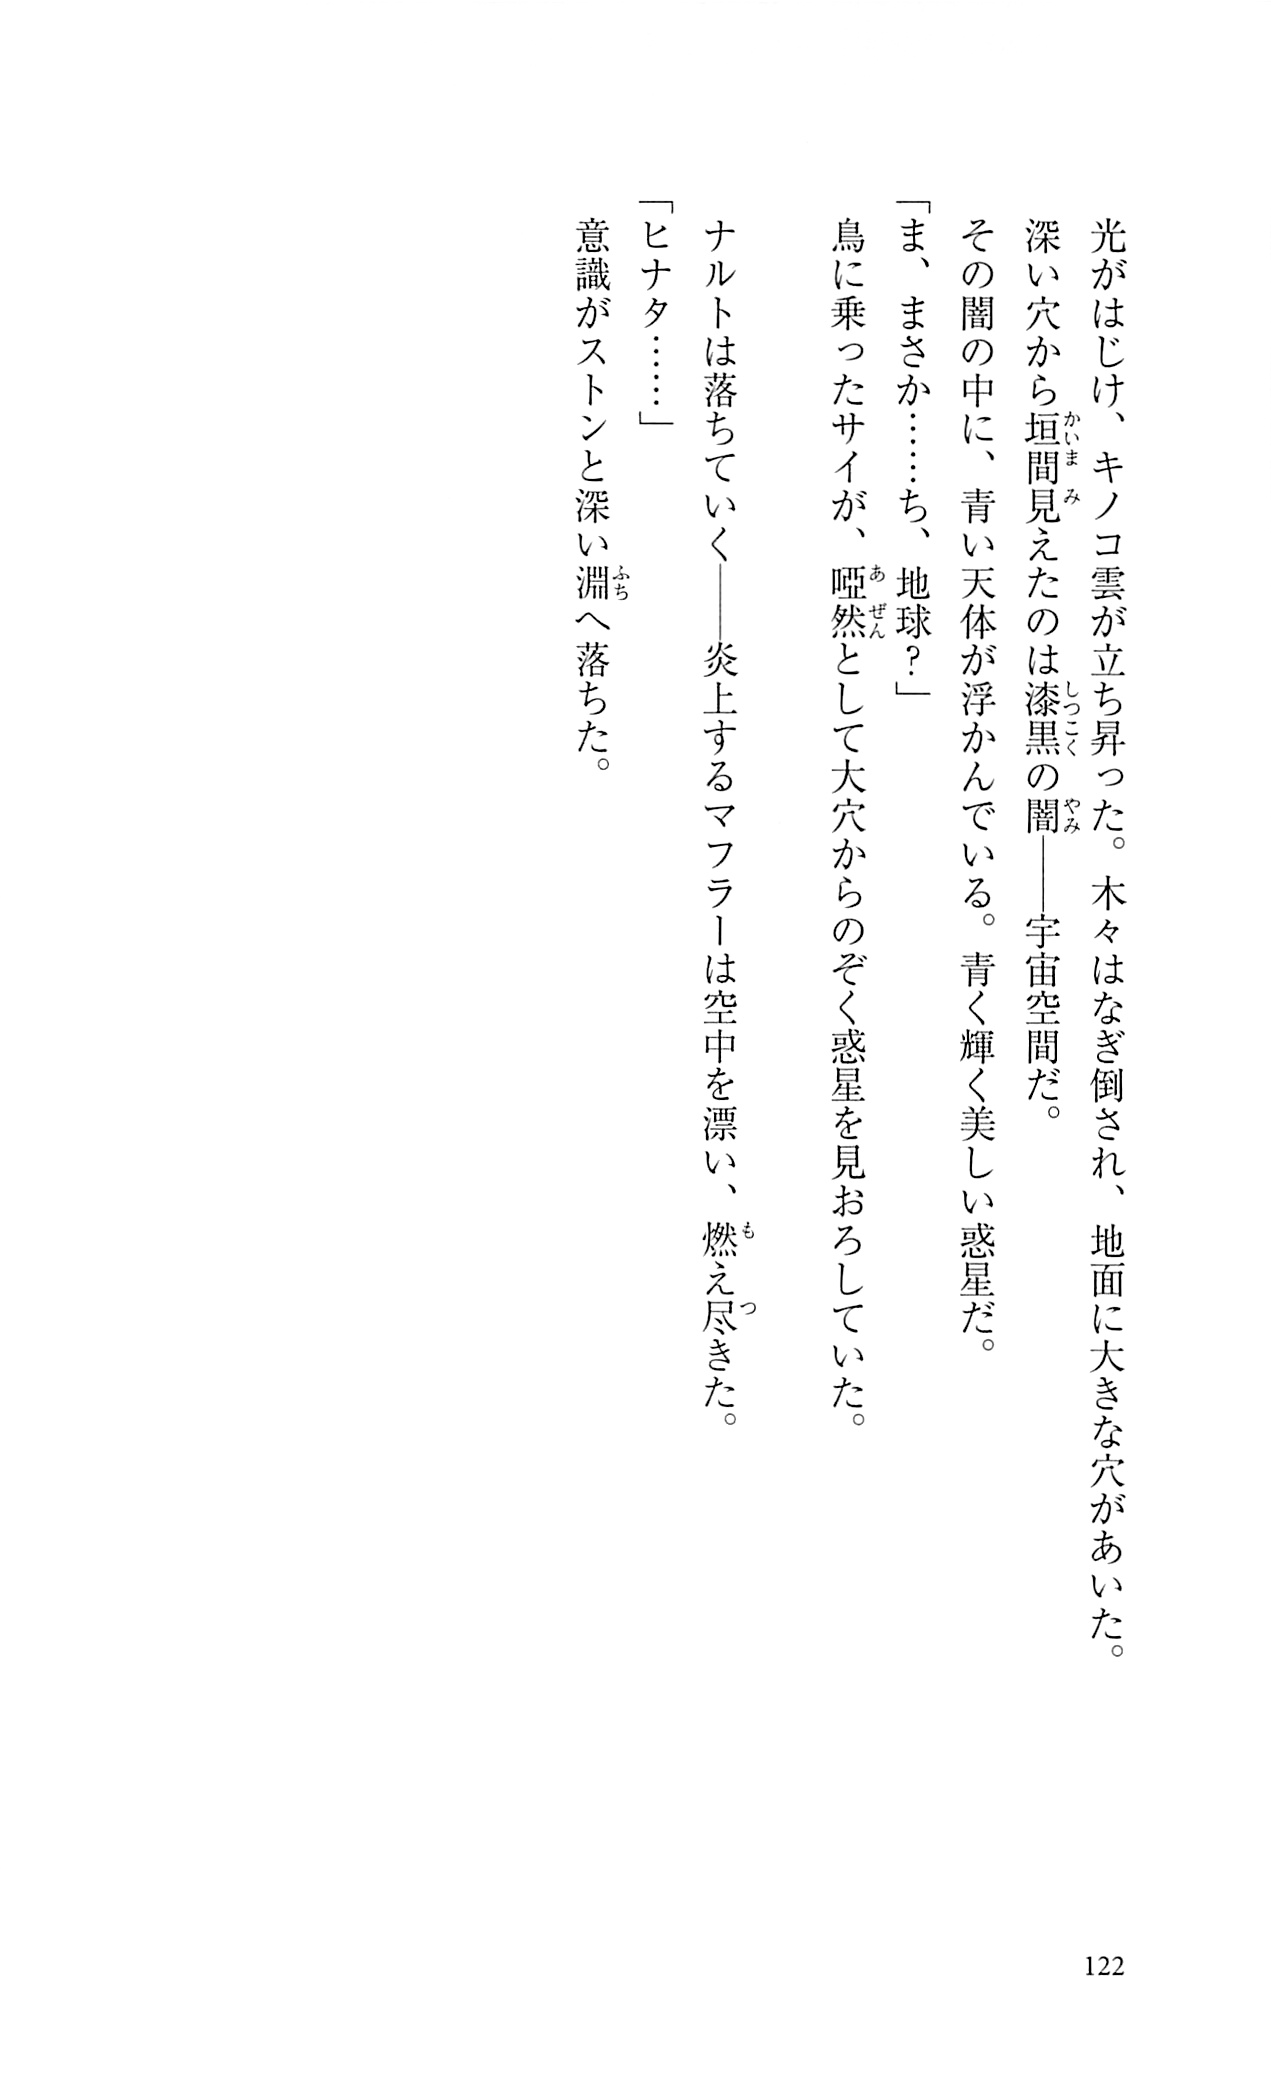 光がはじけ、キノコ雲が立ち昇った。木々はなぎ倒され、地面に大きな穴があいた。
深い穴から垣間見えたのは漆黒の闇――宇宙空間だ。
その闇の中に、青い天体が浮かんでいる。青く輝く美しい惑星だ。
「ま、まさか……ち、地球？」
鳥に乗ったサイが、啞然として大穴からのぞく惑星を見おろしていた。
ナルトは落ちていく――炎上するマフラーは空中を漂い、燃え尽きた。
「ヒナタ……」
意識がストンと深い淵へ落ちた。
122